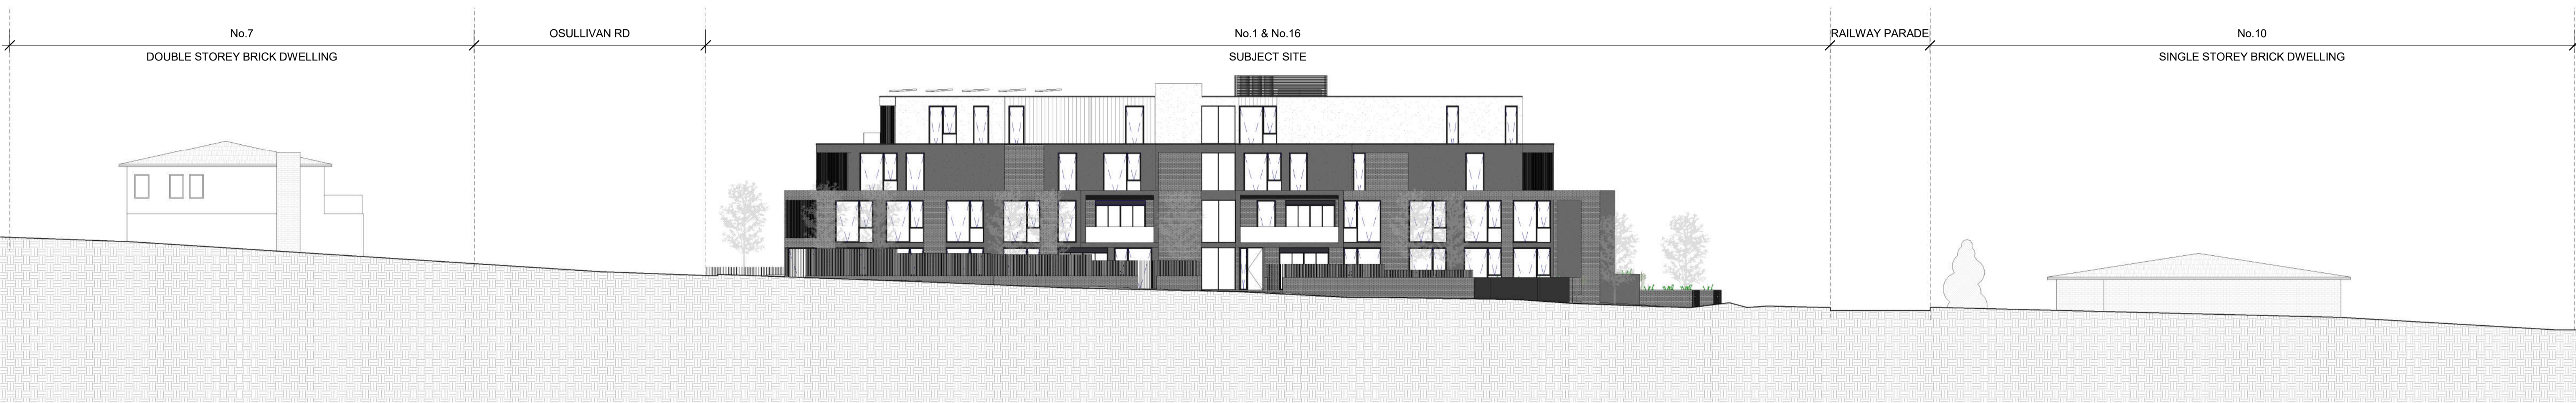 No.7
DOUBLE STOREY BRICK DWELLING
OSULLIVAN RD
No.1 & No.16
SUBJECT SITE
RAILWAY PARADE
No.10
SINGLE STOREY BRICK DWELLING